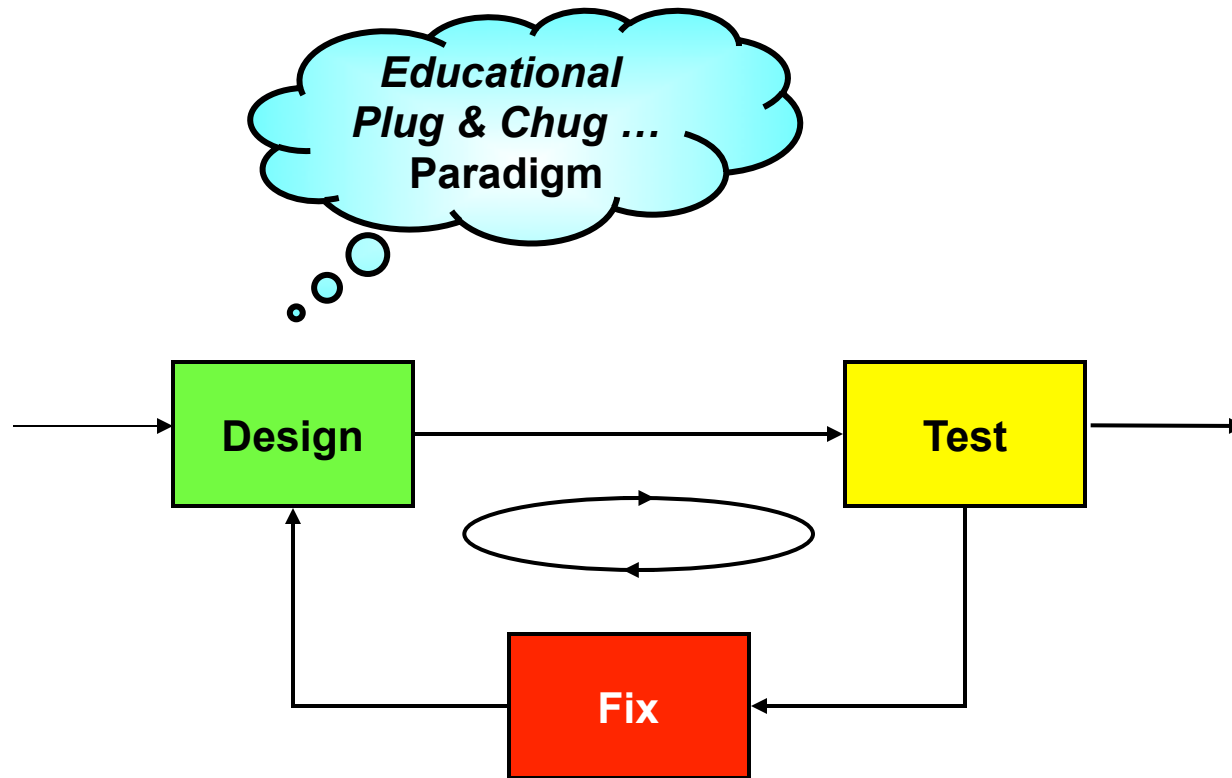 Educational
Plug & Chug …
Paradigm
Design
Test
Fix